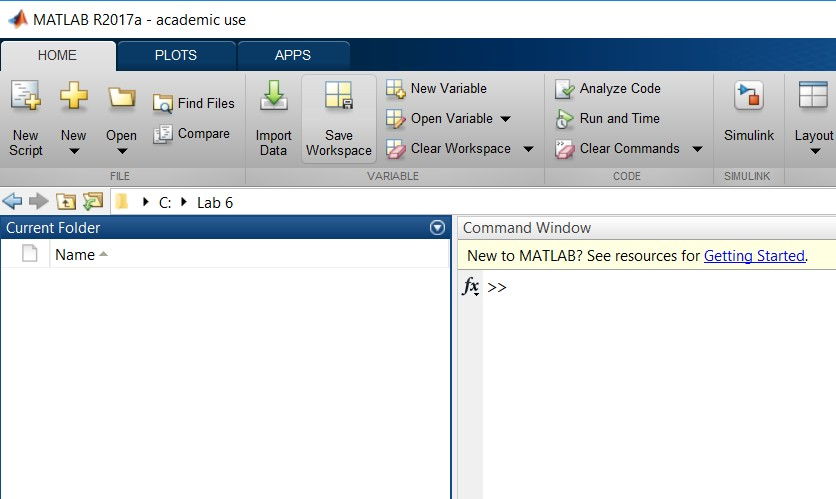 MATLAB R2017a - academic use
HOME PLOTS APPS
New Script
New
Open
Find Files
Compare
FILE
Import Data
Save Workspace
New Variable
Open Variable
Clear Workspace
VARIABLE
Analyze Code
Run and Time
Clear Commands
CODE
Simulink
SIMULINK
Layout
C: Lab 6
Current Folder
Name
Command Window
New to MATLAB? See resources for Getting Started.
fx >>